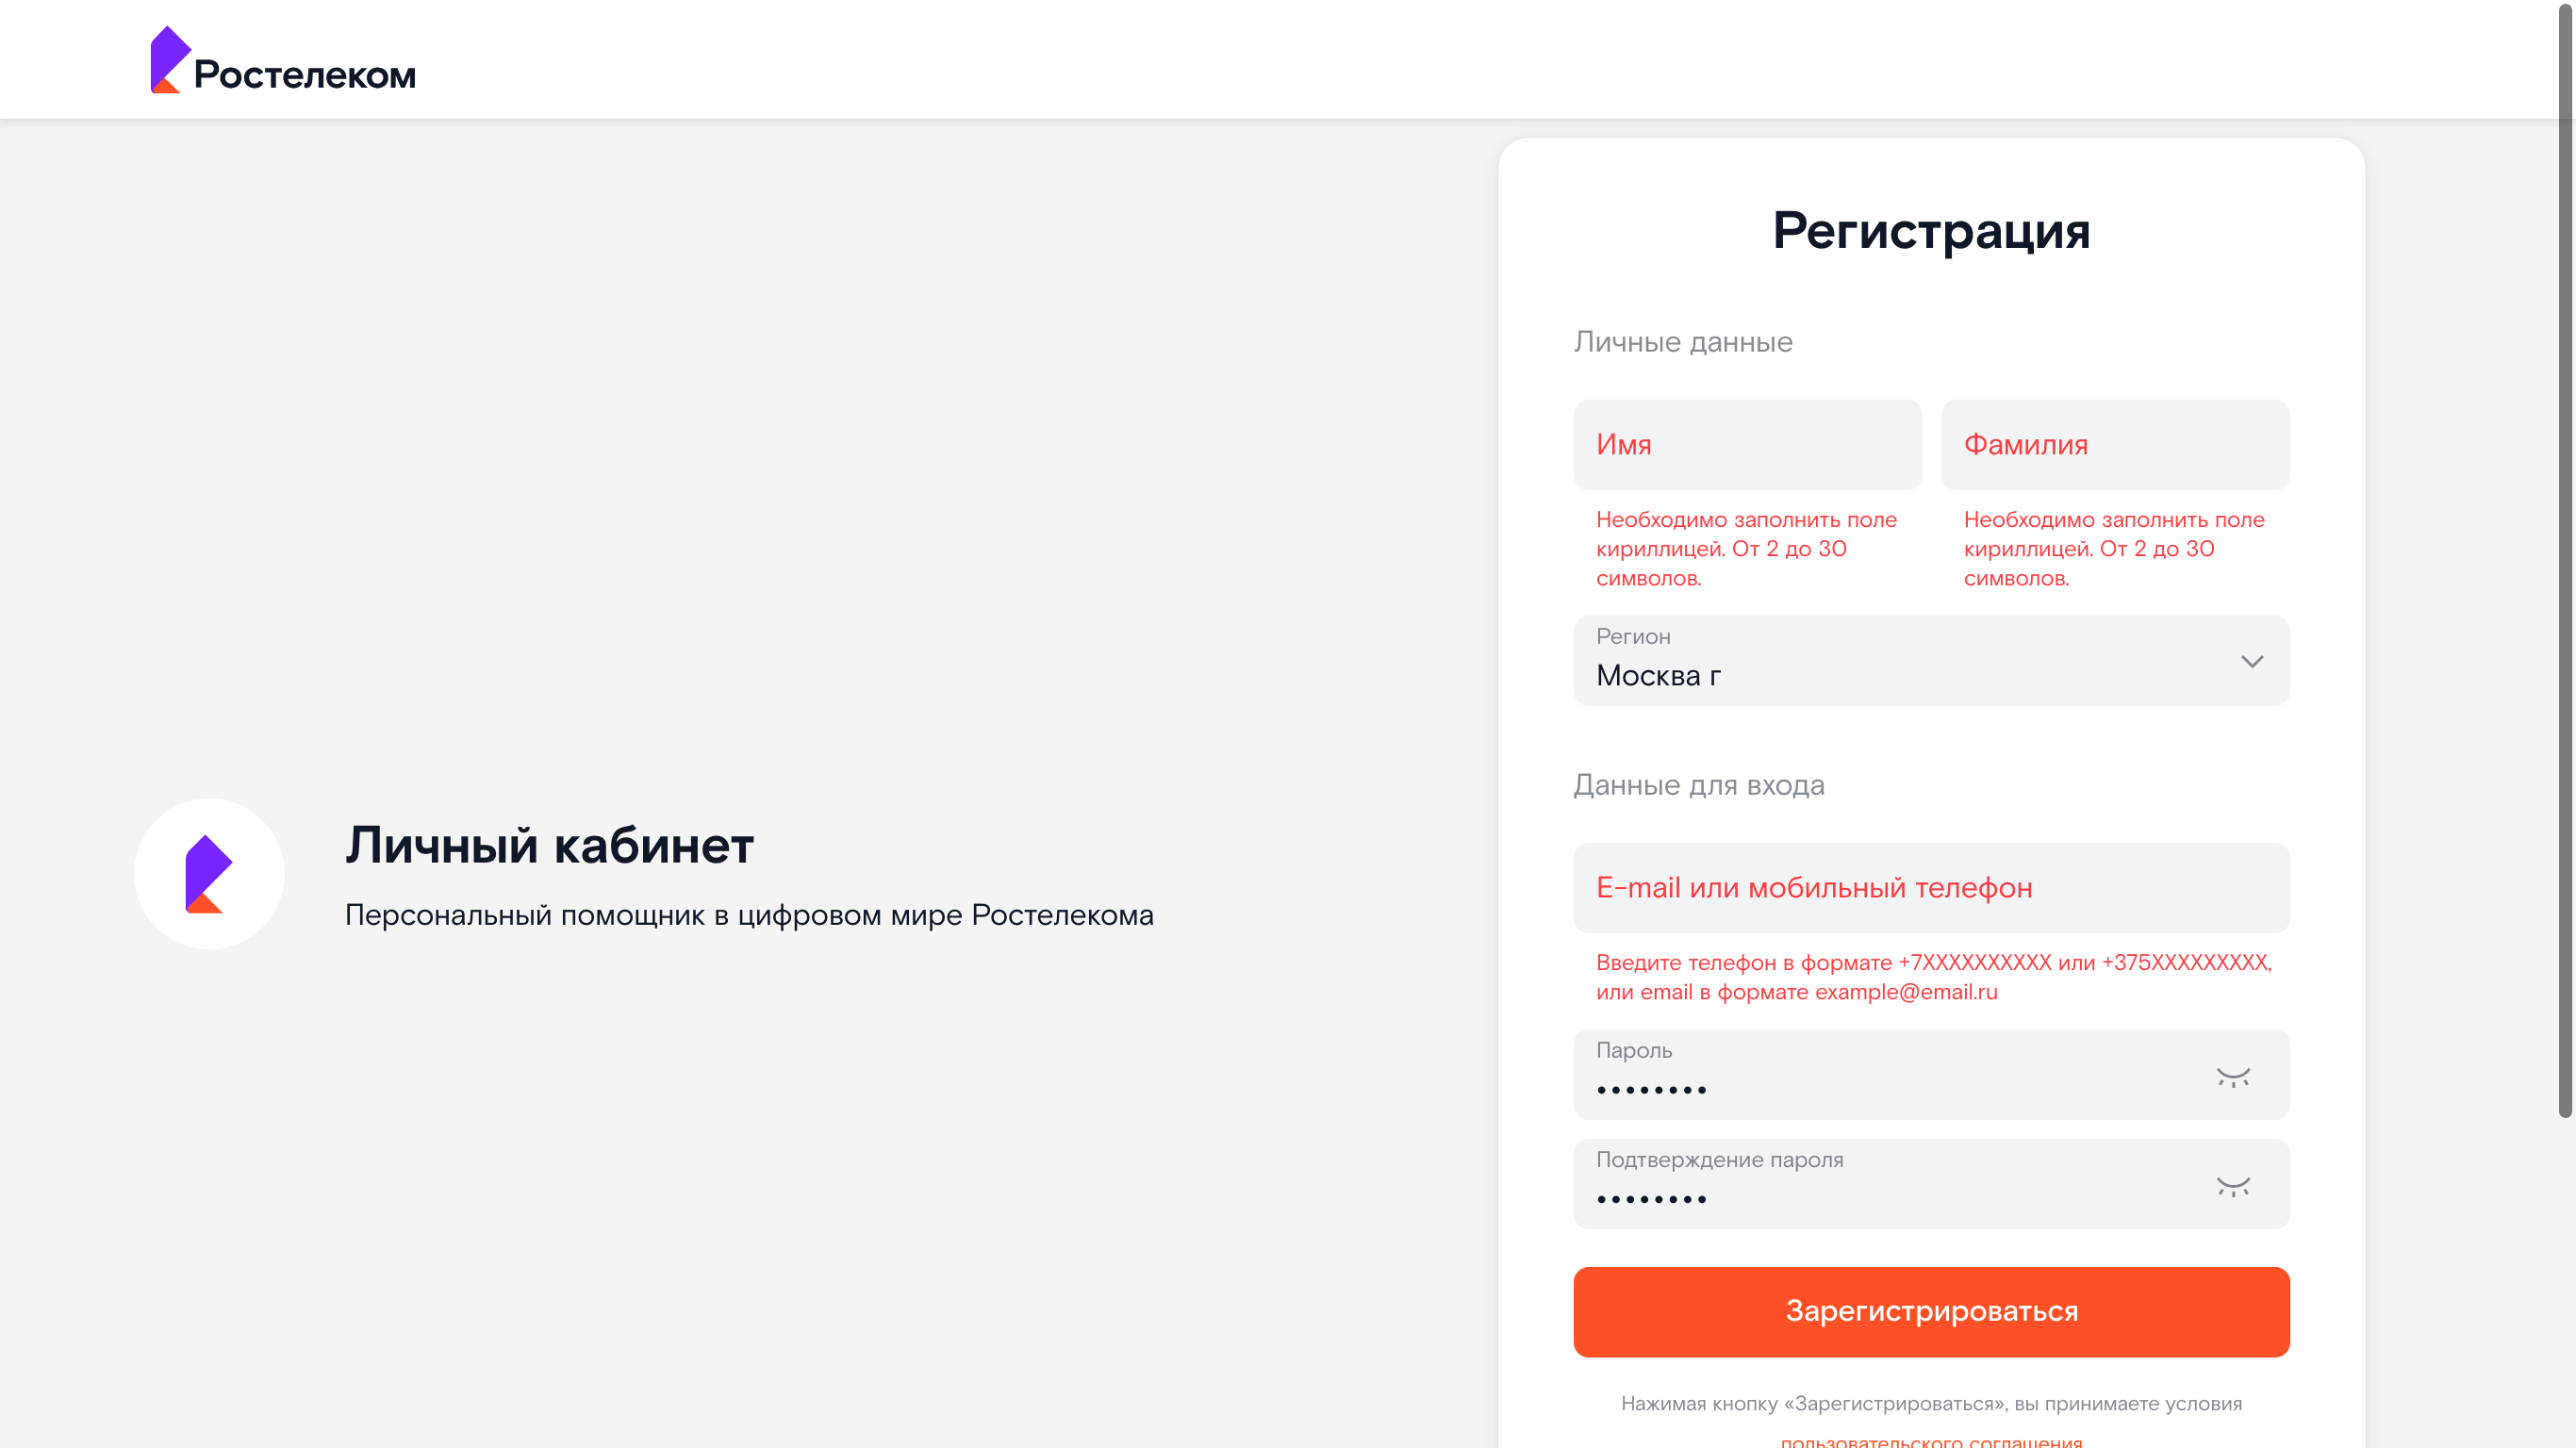 Ростелеком
Регистрация
Личные данные
Имя
Фамилия
Необходимо заполнить поле
кириллицей. От 2 до 30
символов.
Необходимо заполнить поле
кириллицей. От 2 до 30
символов.
Регион
Москва г
Данные для входа
E-mail или мобильный телефон
Введите телефон в формате +7XXXXXXXXXX или +375XXXXXXXXX,
или email в формате example@email.ru
Пароль
••••••••
Подтверждение пароля
••••••••
Зарегистрироваться
Нажимая кнопку «Зарегистрироваться», вы принимаете условия
пользовательского соглашения
Личный кабинет
Персональный помощник в цифровом мире Ростелекома